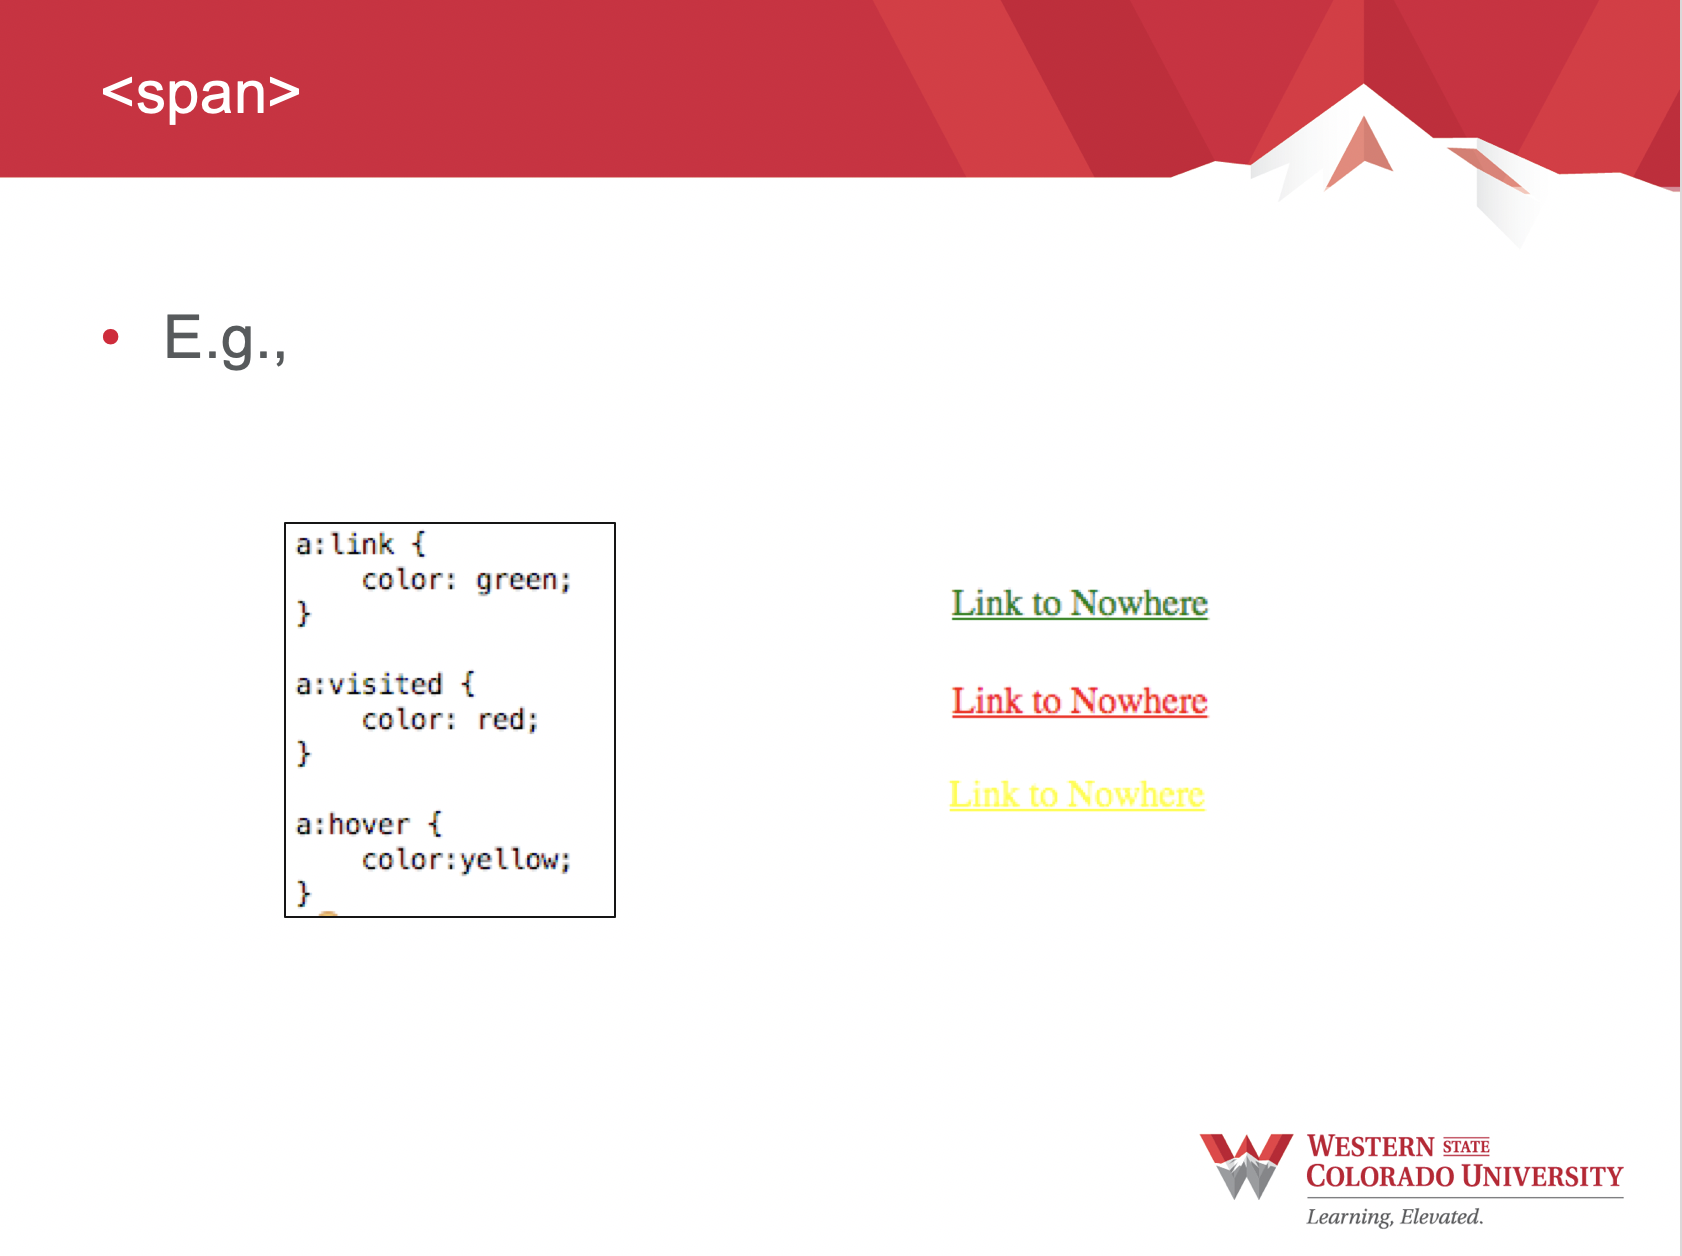 <span>
• E.g.,
a:link {
    color: green;
}
a:visited {
    color: red;
}
a:hover {
    color:yellow;
}
Link to Nowhere
Link to Nowhere
Link to Nowhere
WESTERN STATE
COLORADO UNIVERSITY
Learning, Elevated.